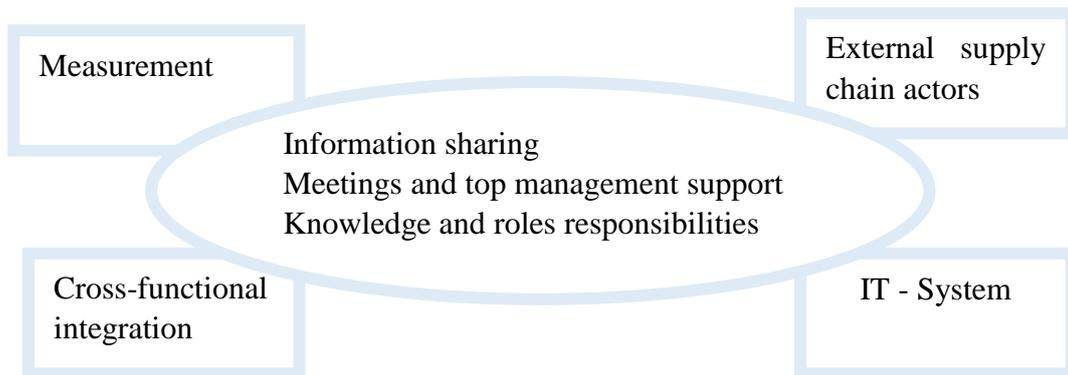 Measurement
External supply
chain actors
Information sharing
Meetings and top management support
Knowledge and roles responsibilities
Cross-functional
integration
IT - System